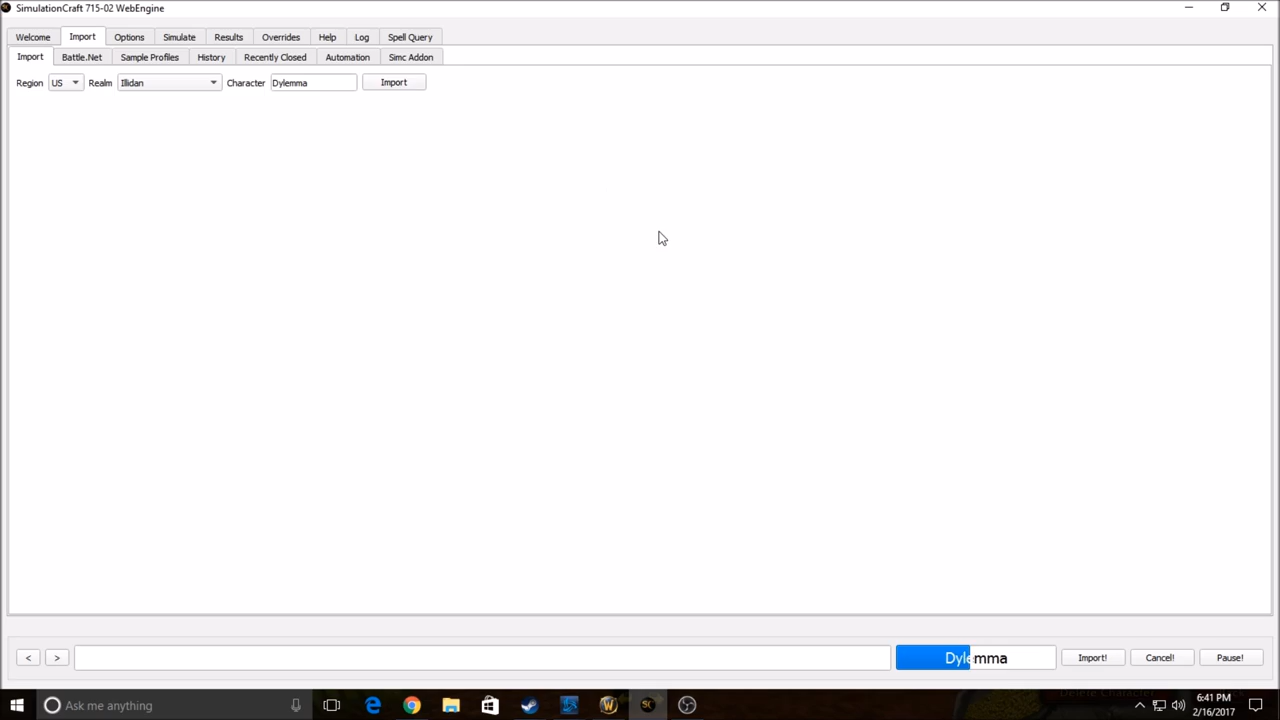 SimulationCraft 715-02 WebEngine
Welcome Import Options Simulate Results Overrides Help Log Spell Query
Import Battle.Net Sample Profiles History Recently Closed Automation Simc Addon
Region US Realm Illidan Character Dylemma Import
< > Dylemma Import! Cancel! Pause!
Delete Character
Ask me anything
6:41 PM
2/16/2017